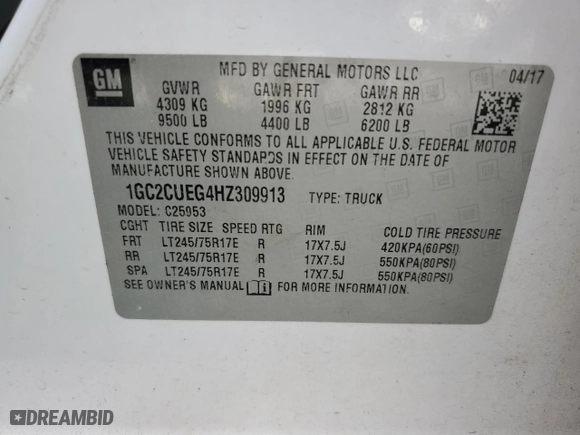 GM
MFD BY GENERAL MOTORS LLC 04/17
GVWR GAWR FRT GAWR RR
4309 KG 1996 KG 2812 KG
9500 LB 4400 LB 6200 LB
THIS VEHICLE CONFORMS TO ALL APPLICABLE U.S. FEDERAL MOTOR
VEHICLE SAFETY STANDARDS IN EFFECT ON THE DATE OF
MANUFACTURE SHOWN ABOVE.
1GC2CUEG4HZ309913 TYPE: TRUCK
MODEL: C25953
CGHT TIRE SIZE SPEED RTG RIM COLD TIRE PRESSURE
FRT LT245/75R17E R 17X7.5J 420KPA(60PSI)
RR LT245/75R17E R 17X7.5J 550KPA(80PSI)
SPA LT245/75R17E R 17X7.5J 550KPA(80PSI)
SEE OWNER'S MANUAL FOR MORE INFORMATION.
DREAMBID